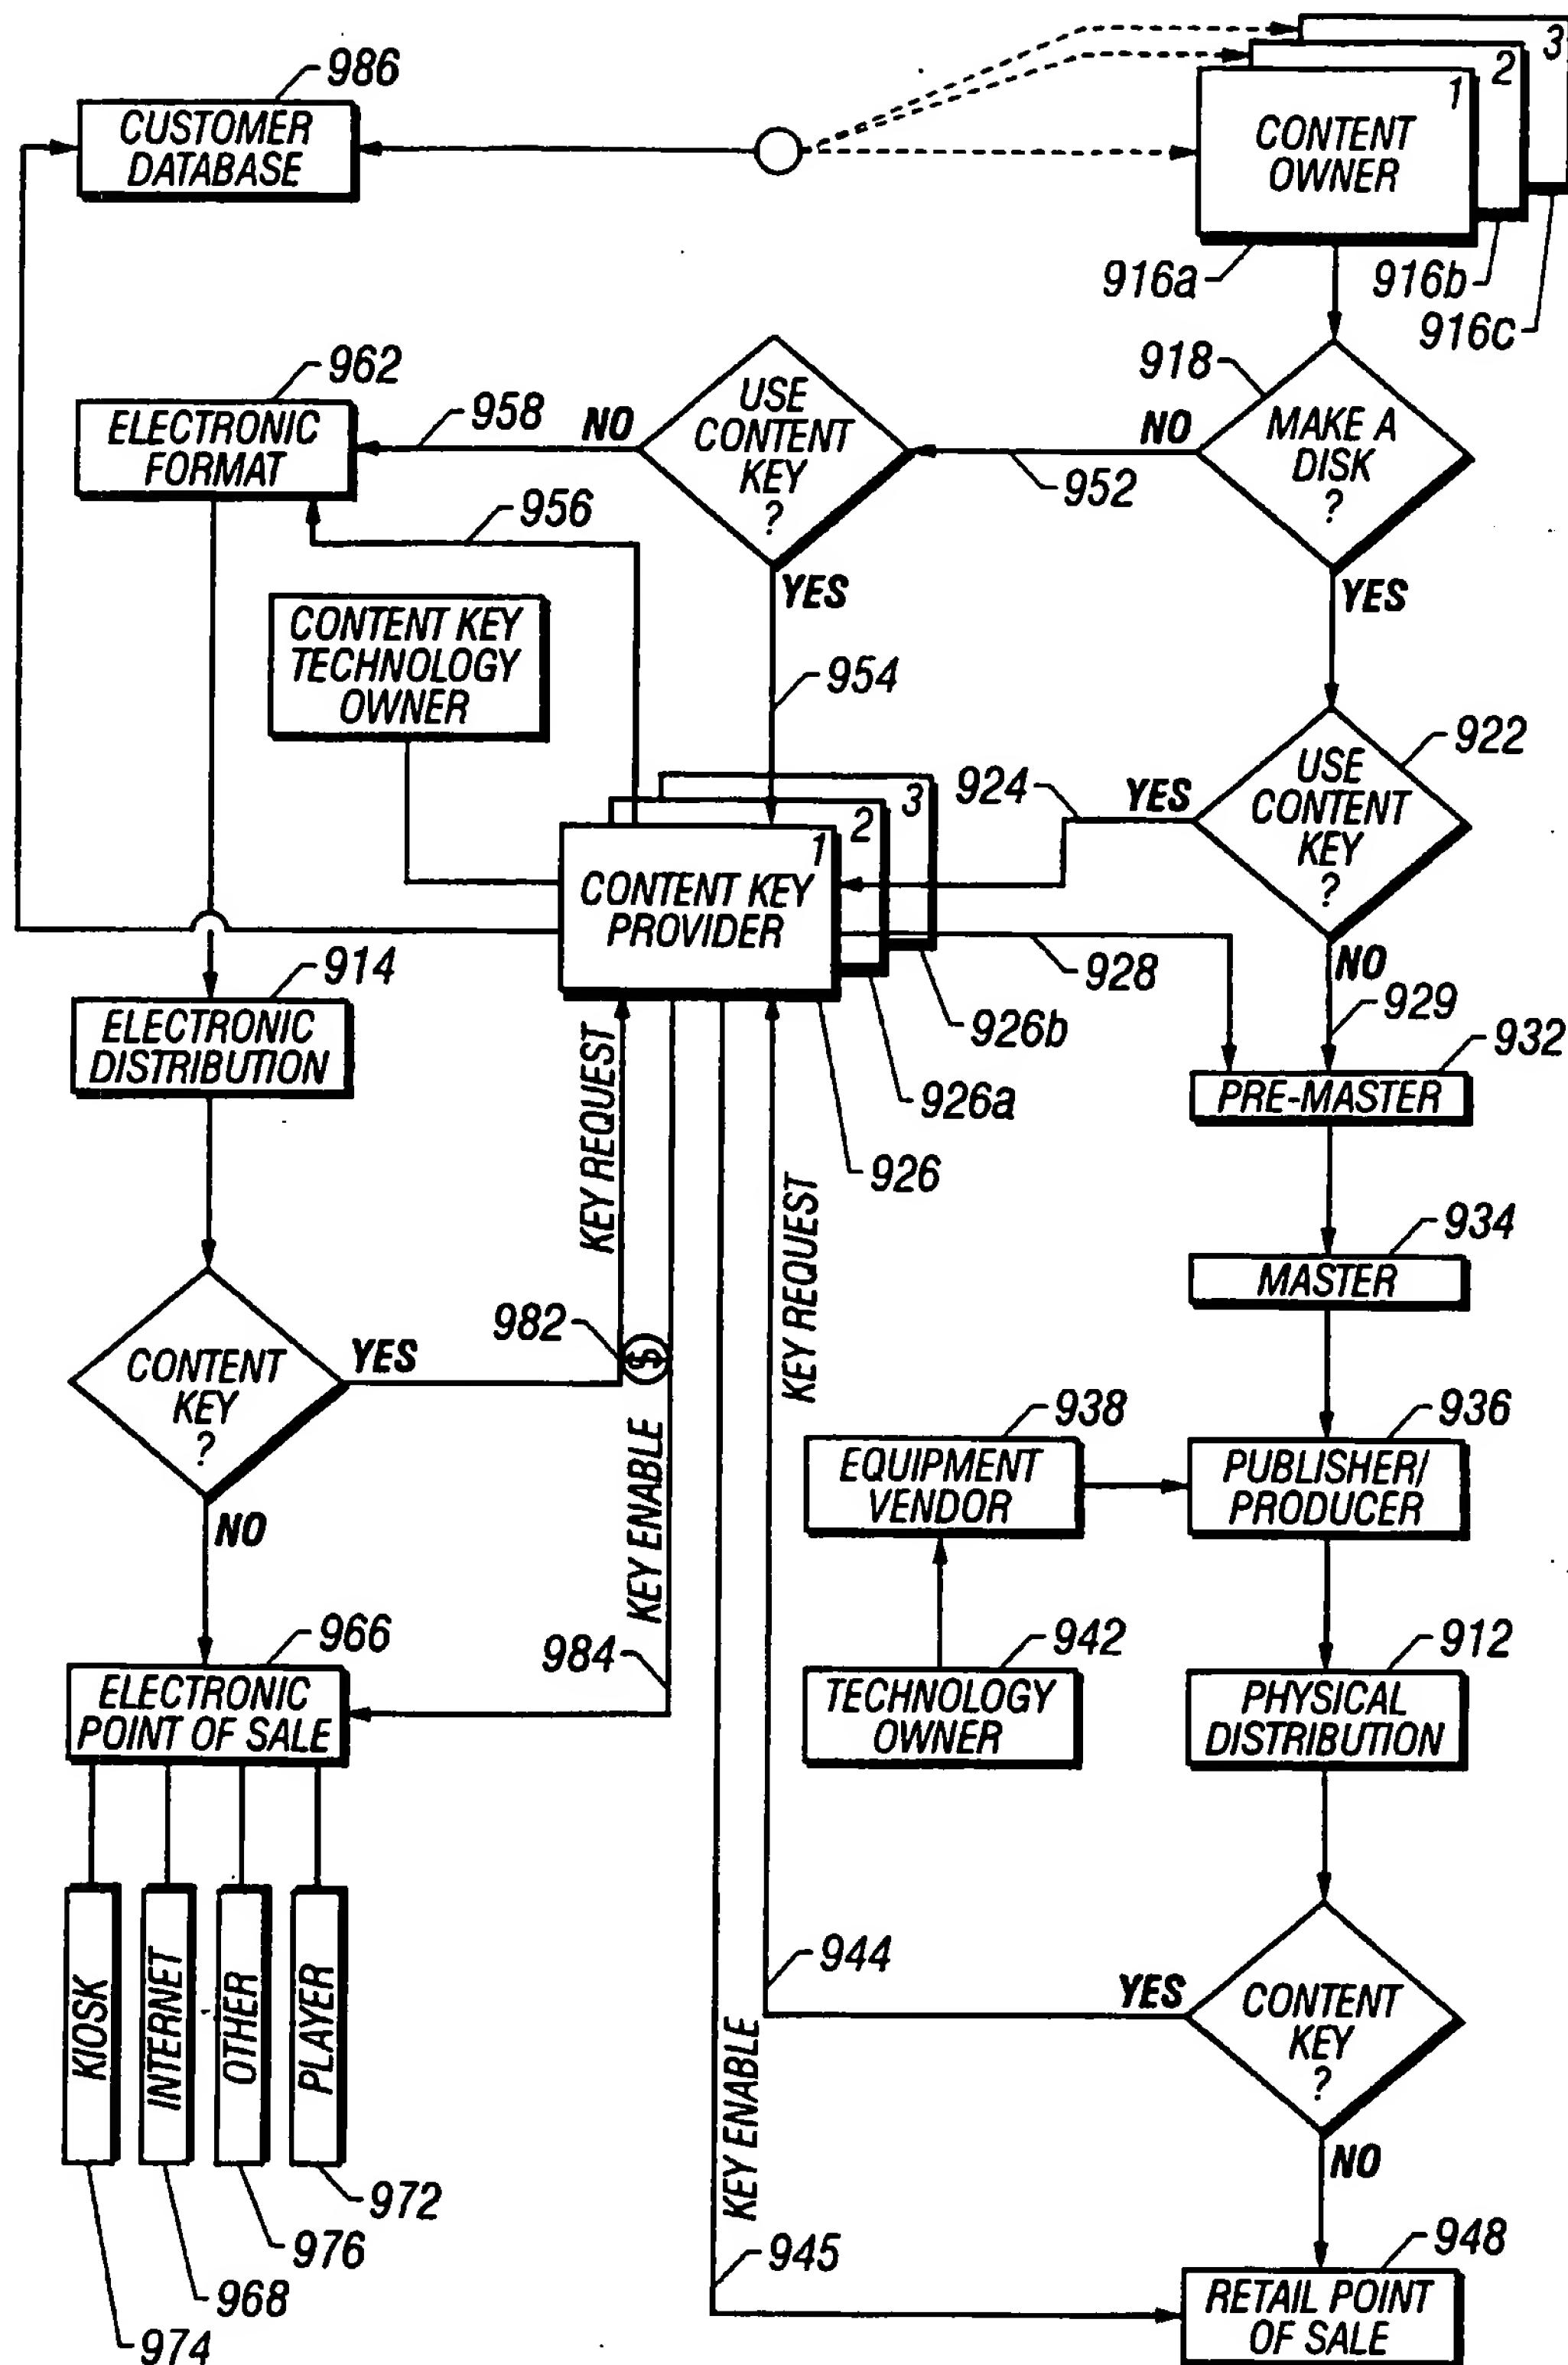 986
CUSTOMER
DATABASE
3
2
1
CONTENT
OWNER
916a
916b
916c
962
ELECTRONIC
FORMAT
958
NO
USE
CONTENT
KEY
?
YES
952
NO
918
MAKE A
DISK
?
YES
956
CONTENT KEY
TECHNOLOGY
OWNER
954
922
USE
CONTENT
KEY
?
924
YES
NO
929
3
2
1
CONTENT KEY
PROVIDER
928
926b
926a
926
914
ELECTRONIC
DISTRIBUTION
932
PRE-MASTER
934
MASTER
KEY REQUEST
KEY REQUEST
982
$
CONTENT
KEY
?
YES
NO
KEY ENABLE
938
EQUIPMENT
VENDOR
936
PUBLISHER/
PRODUCER
942
TECHNOLOGY
OWNER
912
PHYSICAL
DISTRIBUTION
966
ELECTRONIC
POINT OF SALE
984
KIOSK
INTERNET
OTHER
PLAYER
972
976
968
974
944
YES
CONTENT
KEY
?
NO
KEY ENABLE
945
948
RETAIL POINT
OF SALE